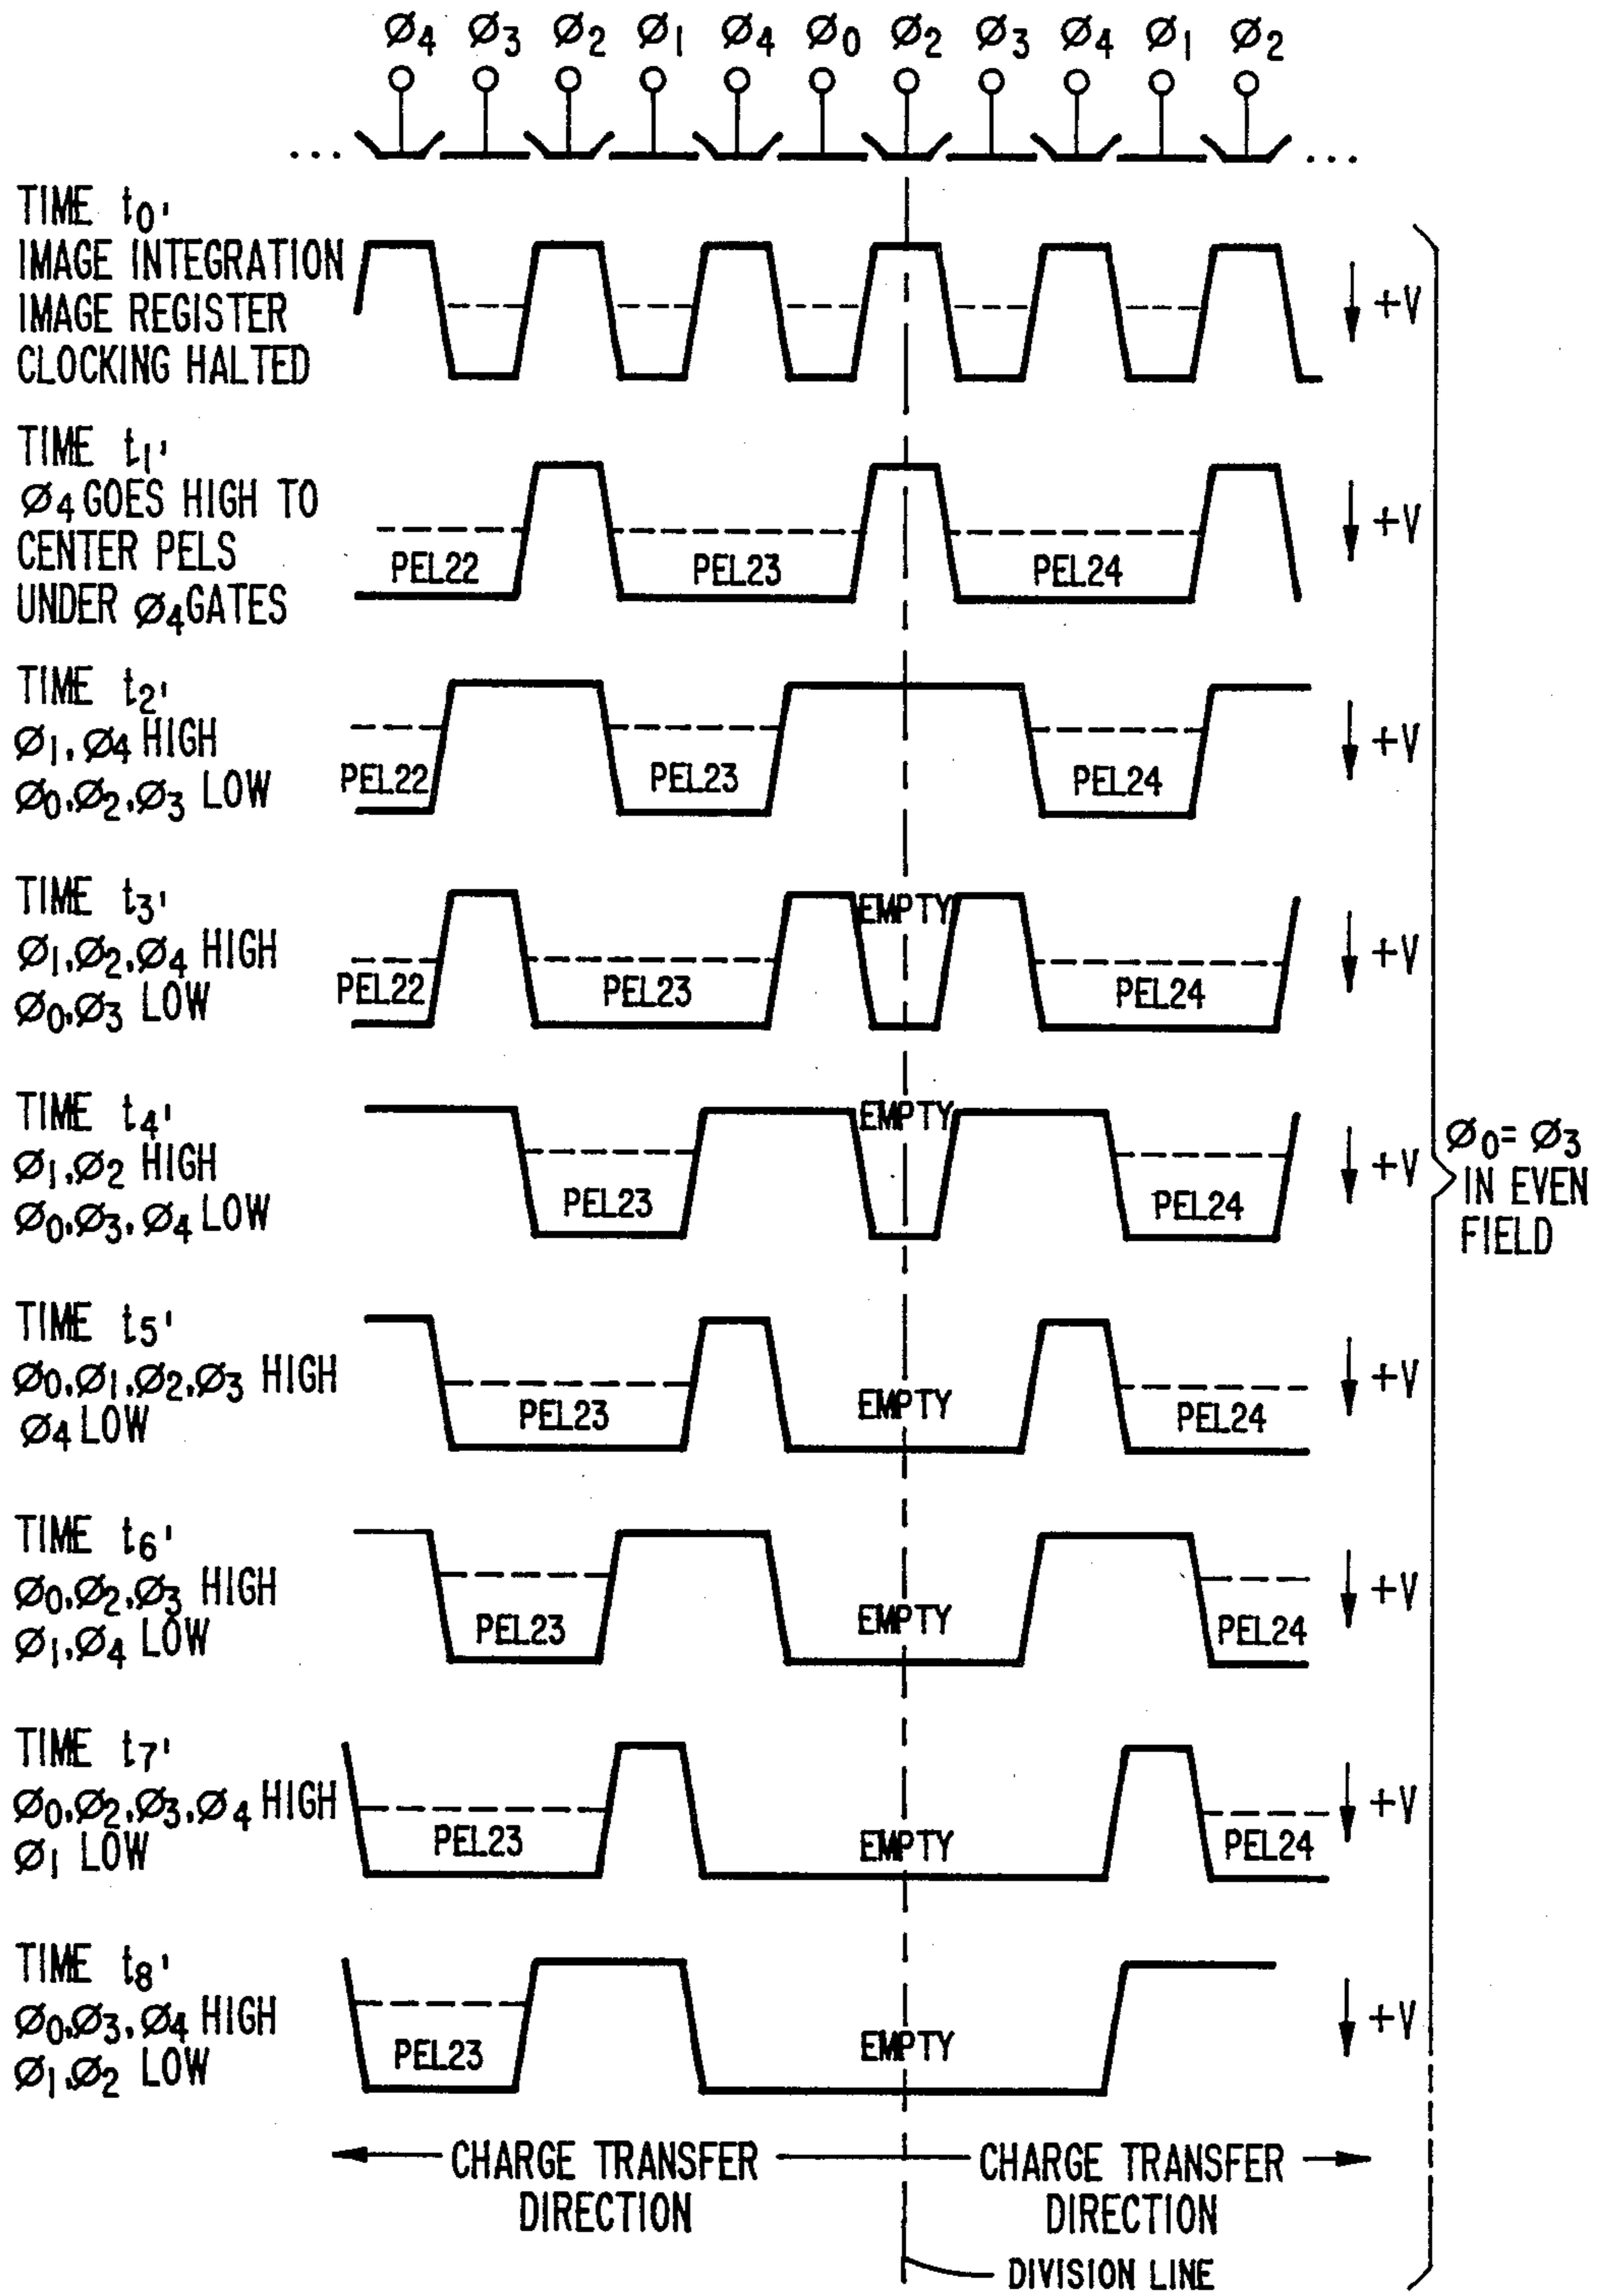 Ø4 Ø3 Ø2 Ø1 Ø4 Ø0 Ø2 Ø3 Ø4 Ø1 Ø2
... ...
TIME t0'
IMAGE INTEGRATION
IMAGE REGISTER
CLOCKING HALTED
+V
TIME t1'
Ø4 GOES HIGH TO
CENTER PELS
UNDER Ø4 GATES
PEL22 PEL23 PEL24
+V
TIME t2'
Ø1, Ø4 HIGH
Ø0,Ø2,Ø3 LOW
PEL22 PEL23 PEL24
+V
TIME t3'
Ø1,Ø2,Ø4 HIGH
Ø0,Ø3 LOW
EMPTY
PEL22 PEL23 PEL24
+V
TIME t4'
Ø1,Ø2 HIGH
Ø0,Ø3, Ø4 LOW
EMPTY
PEL23 PEL24
+V
Ø0= Ø3
IN EVEN
FIELD
TIME t5'
Ø0,Ø1,Ø2,Ø3 HIGH
Ø4 LOW
PEL23 EMPTY PEL24
+V
TIME t6'
Ø0,Ø2,Ø3 HIGH
Ø1,Ø4 LOW
PEL23 EMPTY PEL24
+V
TIME t7'
Ø0,Ø2,Ø3,Ø4 HIGH
Ø1 LOW
PEL23 EMPTY PEL24
+V
TIME t8'
Ø0,Ø3, Ø4 HIGH
Ø1,Ø2 LOW
PEL23 EMPTY
+V
CHARGE TRANSFER
DIRECTION
CHARGE TRANSFER
DIRECTION
DIVISION LINE